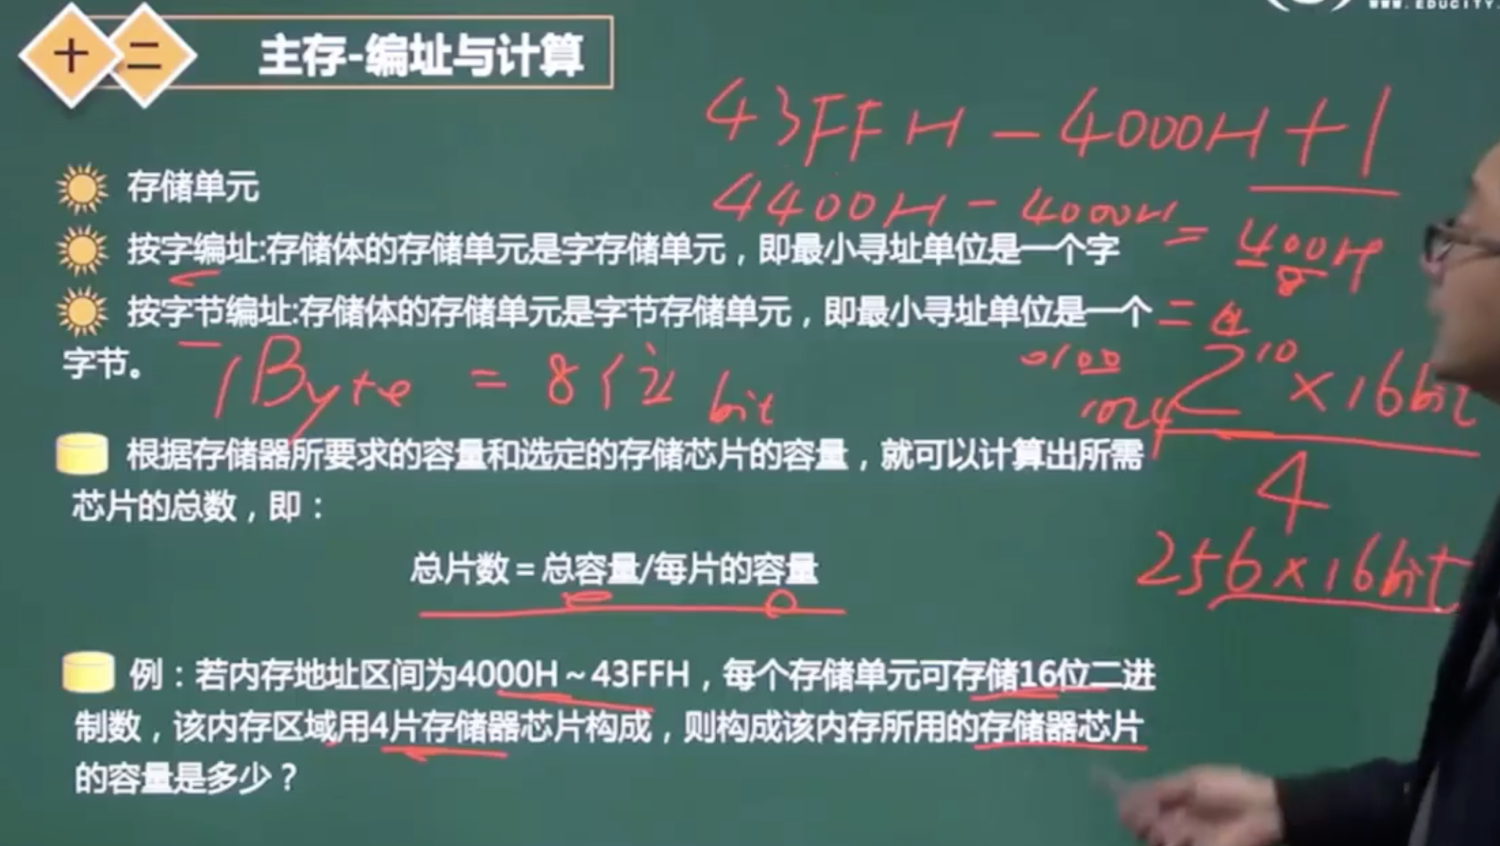 WWW.EDUCITY.
十二 主存-编址与计算
43FFH - 4000H + 1
存储单元
4400H - 4000H = 400H
8
按字编址:存储体的存储单元是字存储单元，即最小寻址单位是一个字
按字节编址:存储体的存储单元是字节存储单元，即最小寻址单位是一个
字节。
1Byte = 8位 bit
0100
1024
= 2^10 × 16bit
4
根据存储器所要求的容量和选定的存储芯片的容量，就可以计算出所需
芯片的总数，即：
256×16bit
总片数＝总容量/每片的容量
例：若内存地址区间为4000H～43FFH，每个存储单元可存储16位二进
制数，该内存区域用4片存储器芯片构成，则构成该内存所用的存储器芯片
的容量是多少？